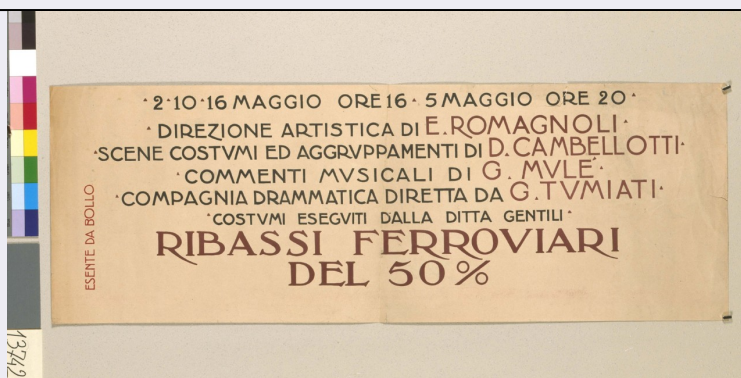 ·2·10·16 MAGGIO ORE 16· 5 MAGGIO ORE 20·
·DIREZIONE ARTISTICA DI E. ROMAGNOLI·
·SCENE COSTVMI ED AGGRVPPAMENTI DI D. CAMBELLOTTI·
·COMMENTI MVSICALI DI G. MVLE·
·COMPAGNIA DRAMMATICA DIRETTA DA G. TVMIATI·
·COSTVMI ESEGVITI DALLA DITTA GENTILI·
RIBASSI FERROVIARI
DEL 50%
ESENTE DA BOLLO
13742